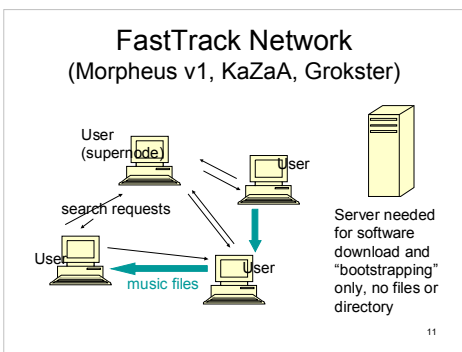 FastTrack Network
(Morpheus v1, KaZaA, Grokster)
User
(supernode)
User
search requests
User
User
music files
Server needed
for software
download and
“bootstrapping”
only, no files or
directory
11